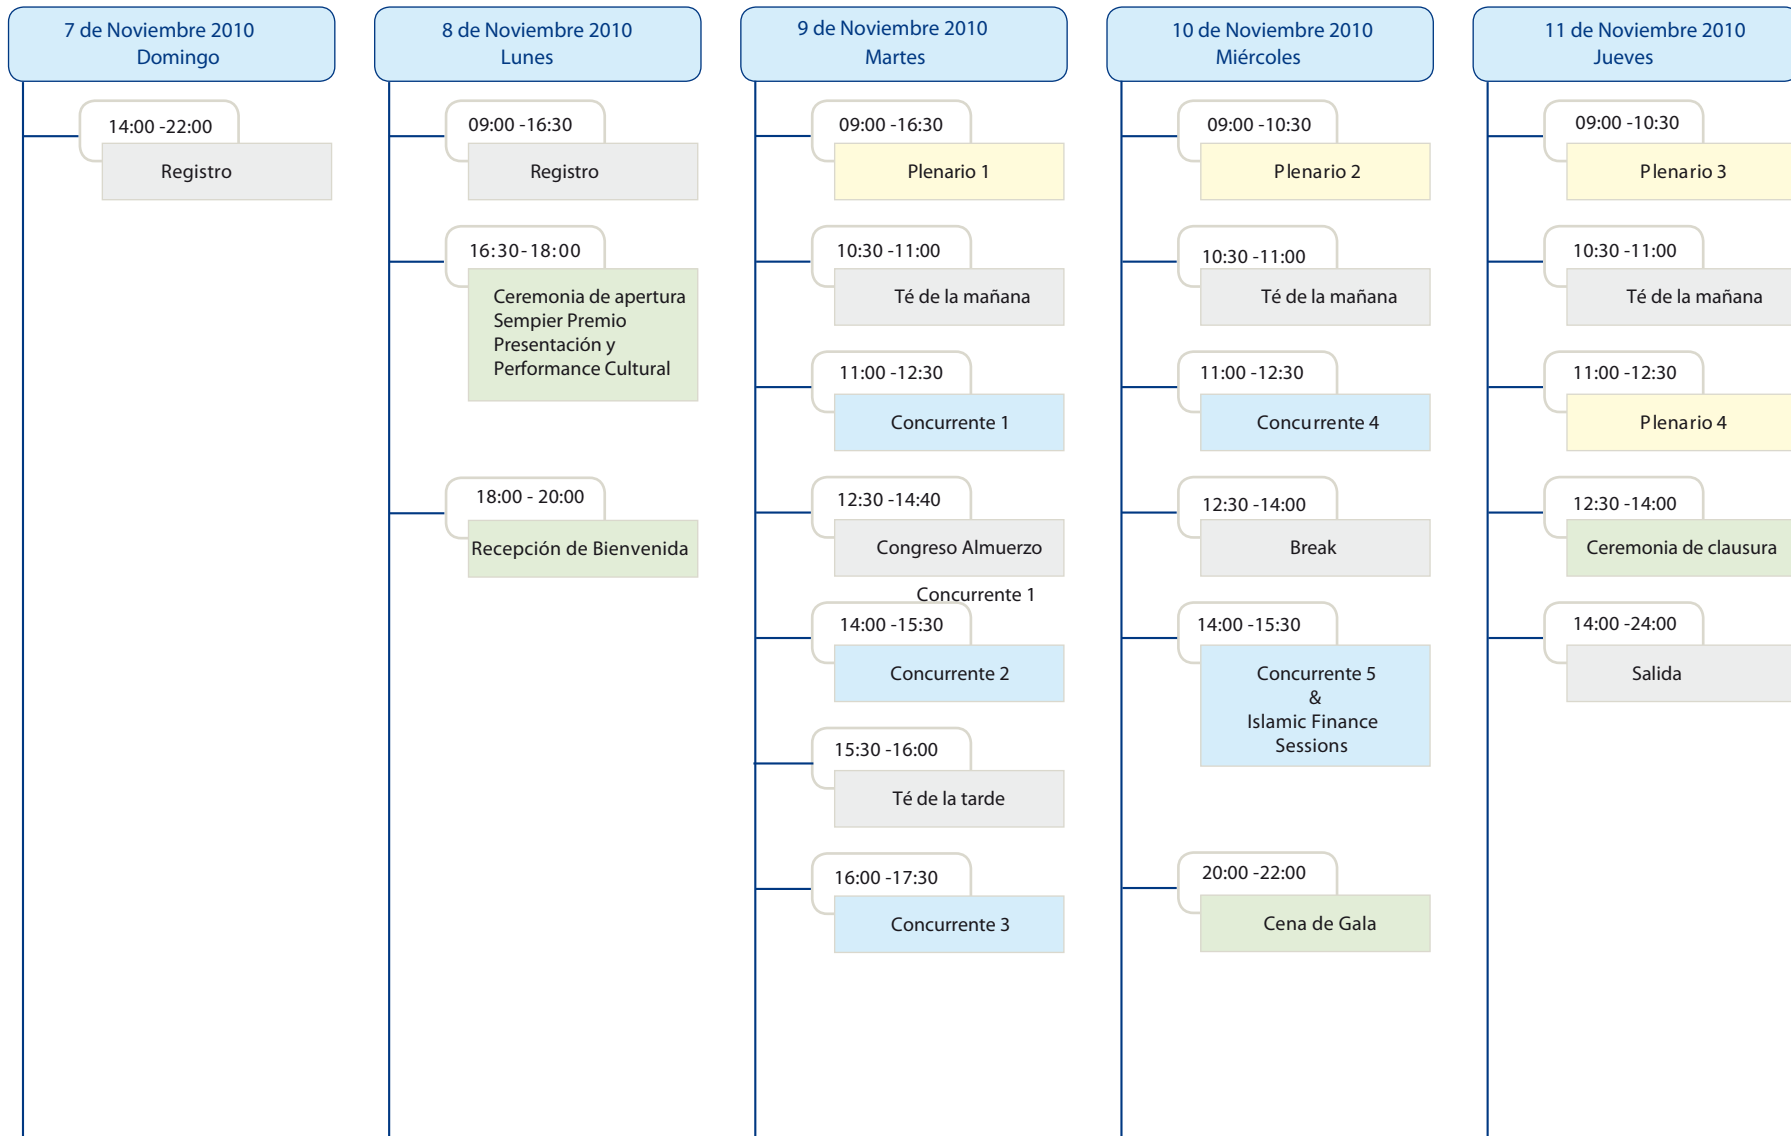 7 de Noviembre 2010
Domingo
14:00 -22:00
Registro
8 de Noviembre 2010
Lunes
09:00 -16:30
Registro
16:30- 18:00
Ceremonia de apertura
Sempier Premio
Presentación y
Performance Cultural
18:00 - 20:00
Recepción de Bienvenida
9 de Noviembre 2010
Martes
09:00 -16:30
Plenario 1
10:30 -11:00
Té de la mañana
11:00 -12:30
Concurrente 1
12:30 -14:40
Congreso Almuerzo
Concurrente 1
14:00 -15:30
Concurrente 2
15:30 -16:00
Té de la tarde
16:00 -17:30
Concurrente 3
10 de Noviembre 2010
Miércoles
09:00 -10:30
Plenario 2
10:30 -11:00
Té de la mañana
11:00 -12:30
Concurrente 4
12:30 -14:00
Break
14:00 -15:30
Concurrente 5
&
Islamic Finance
Sessions
20:00 -22:00
Cena de Gala
11 de Noviembre 2010
Jueves
09:00 -10:30
Plenario 3
10:30 -11:00
Té de la mañana
11:00 -12:30
Plenario 4
12:30 -14:00
Ceremonia de clausura
14:00 -24:00
Salida